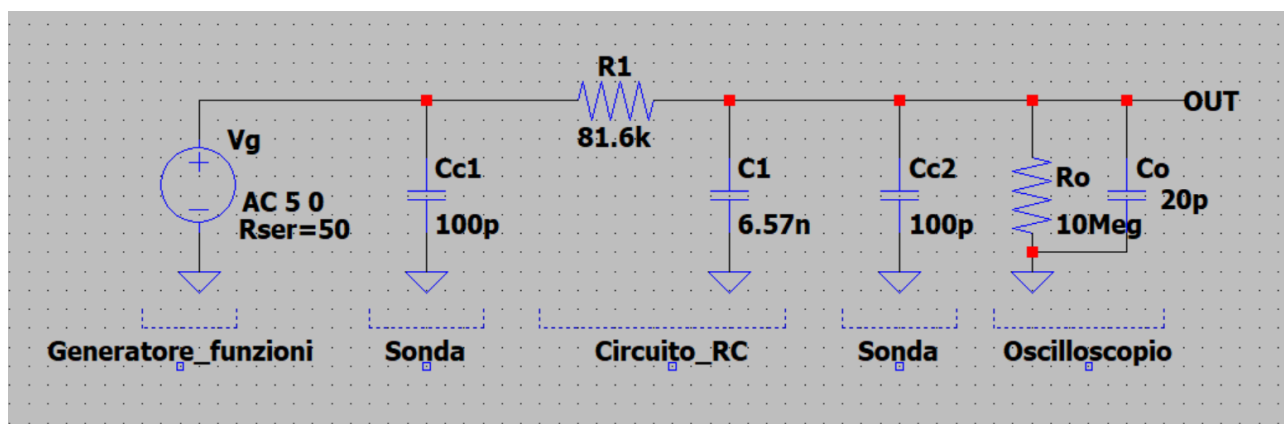 R1
81.6k
OUT
Vg
AC 5 0
Rser=50
Cc1
100p
C1
6.57n
Cc2
100p
Ro
10Meg
Co
20p
Generatore_funzioni
Sonda
Circuito_RC
Sonda
Oscilloscopio